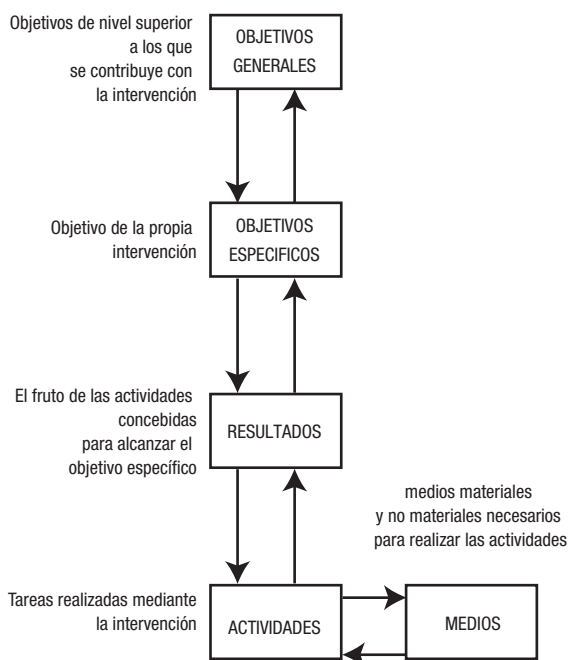 Objetivos de nivel superior
a los que
se contribuye con
la intervención
OBJETIVOS
GENERALES
Objetivo de la propia
intervención
OBJETIVOS
ESPECIFICOS
El fruto de las actividades
concebidas
para alcanzar el
objetivo específico
RESULTADOS
medios materiales
y no materiales necesarios
para realizar las actividades
Tareas realizadas mediante
la intervención
ACTIVIDADES
MEDIOS